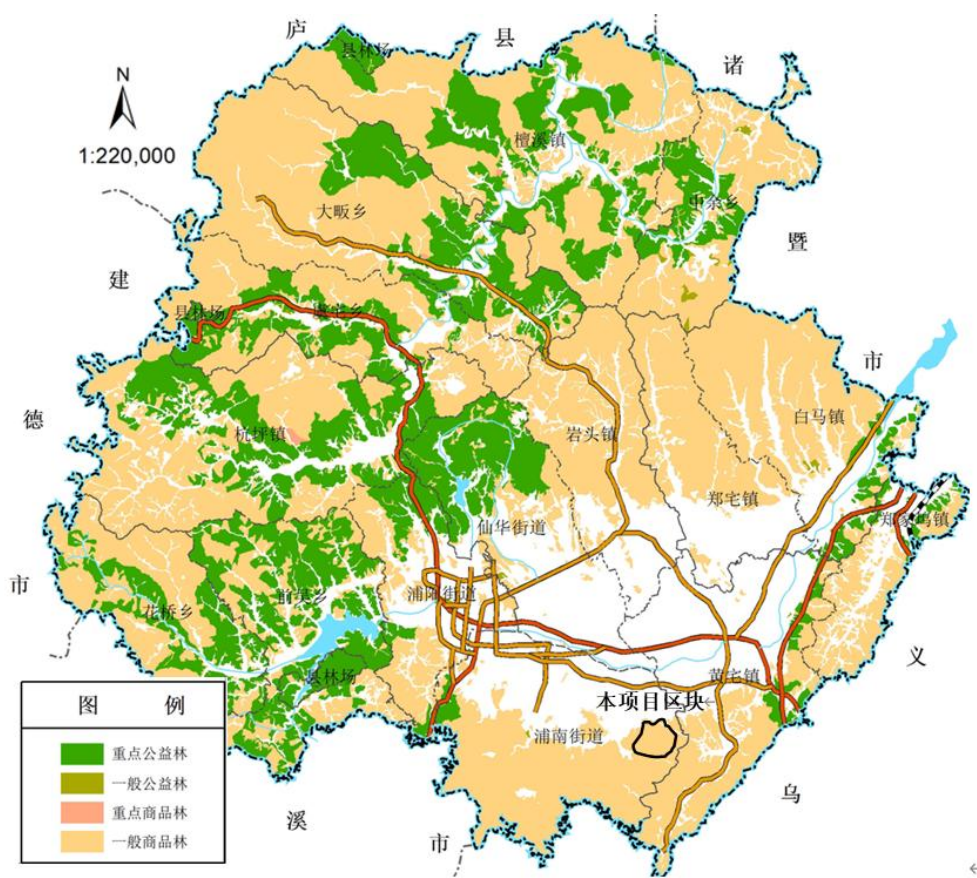 庐
县
诸
县林场
N
1:220,000
檀溪镇
中余乡
大畈乡
暨
建
县林场
虞宅乡
市
德
杭坪镇
岩头镇
白马镇
郑宅镇
仙华街道
郑家坞镇
市
花桥乡
前吴乡
浦阳街道
义
县林场
黄宅镇
本项目区块
浦南街道
图 例
重点公益林
一般公益林
重点商品林
一般商品林
溪
市
乌